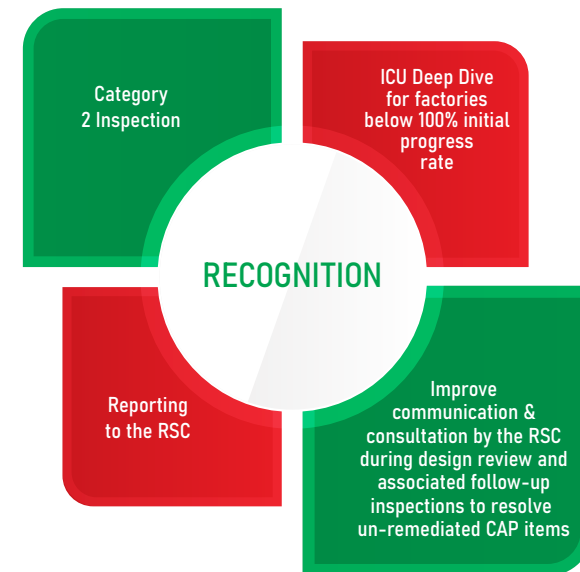 Category
2 Inspection
ICU Deep Dive
for factories
below 100% initial
progress
rate
RECOGNITION
Reporting
to the RSC
Improve
communication &
consultation by the RSC
during design review and
associated follow-up
inspections to resolve
un-remediated CAP items